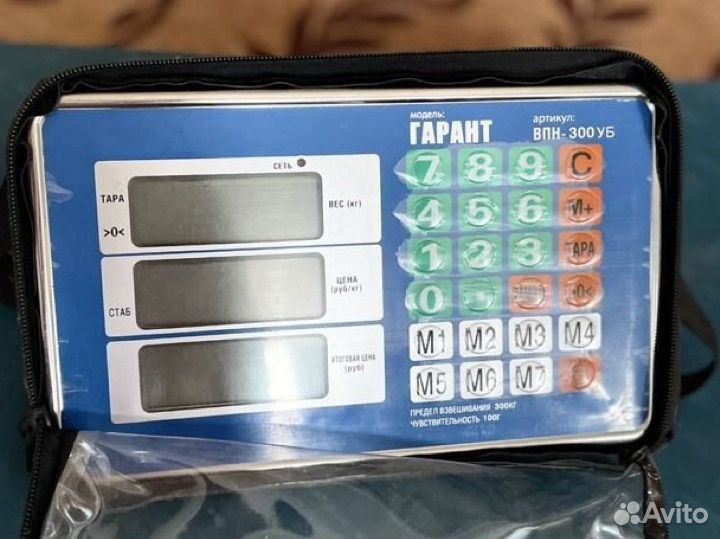 модель:
ГАРАНТ
артикул:
ВПН-300 УБ
СЕТЬ
ТАРА
>0<
ВЕС (кг)
ЦЕНА
(руб/кг)
СТАБ
ИТОГОВАЯ ЦЕНА
(руб)
7 8 9 C
4 5 6 M+
1 2 3 ТАРА
0 . >0<
M1 M2 M3 M4
M5 M6 M7
ПРЕДЕЛ ВЗВЕШИВАНИЯ 300КГ
ЧУВСТВИТЕЛЬНОСТЬ 100Г
Avito